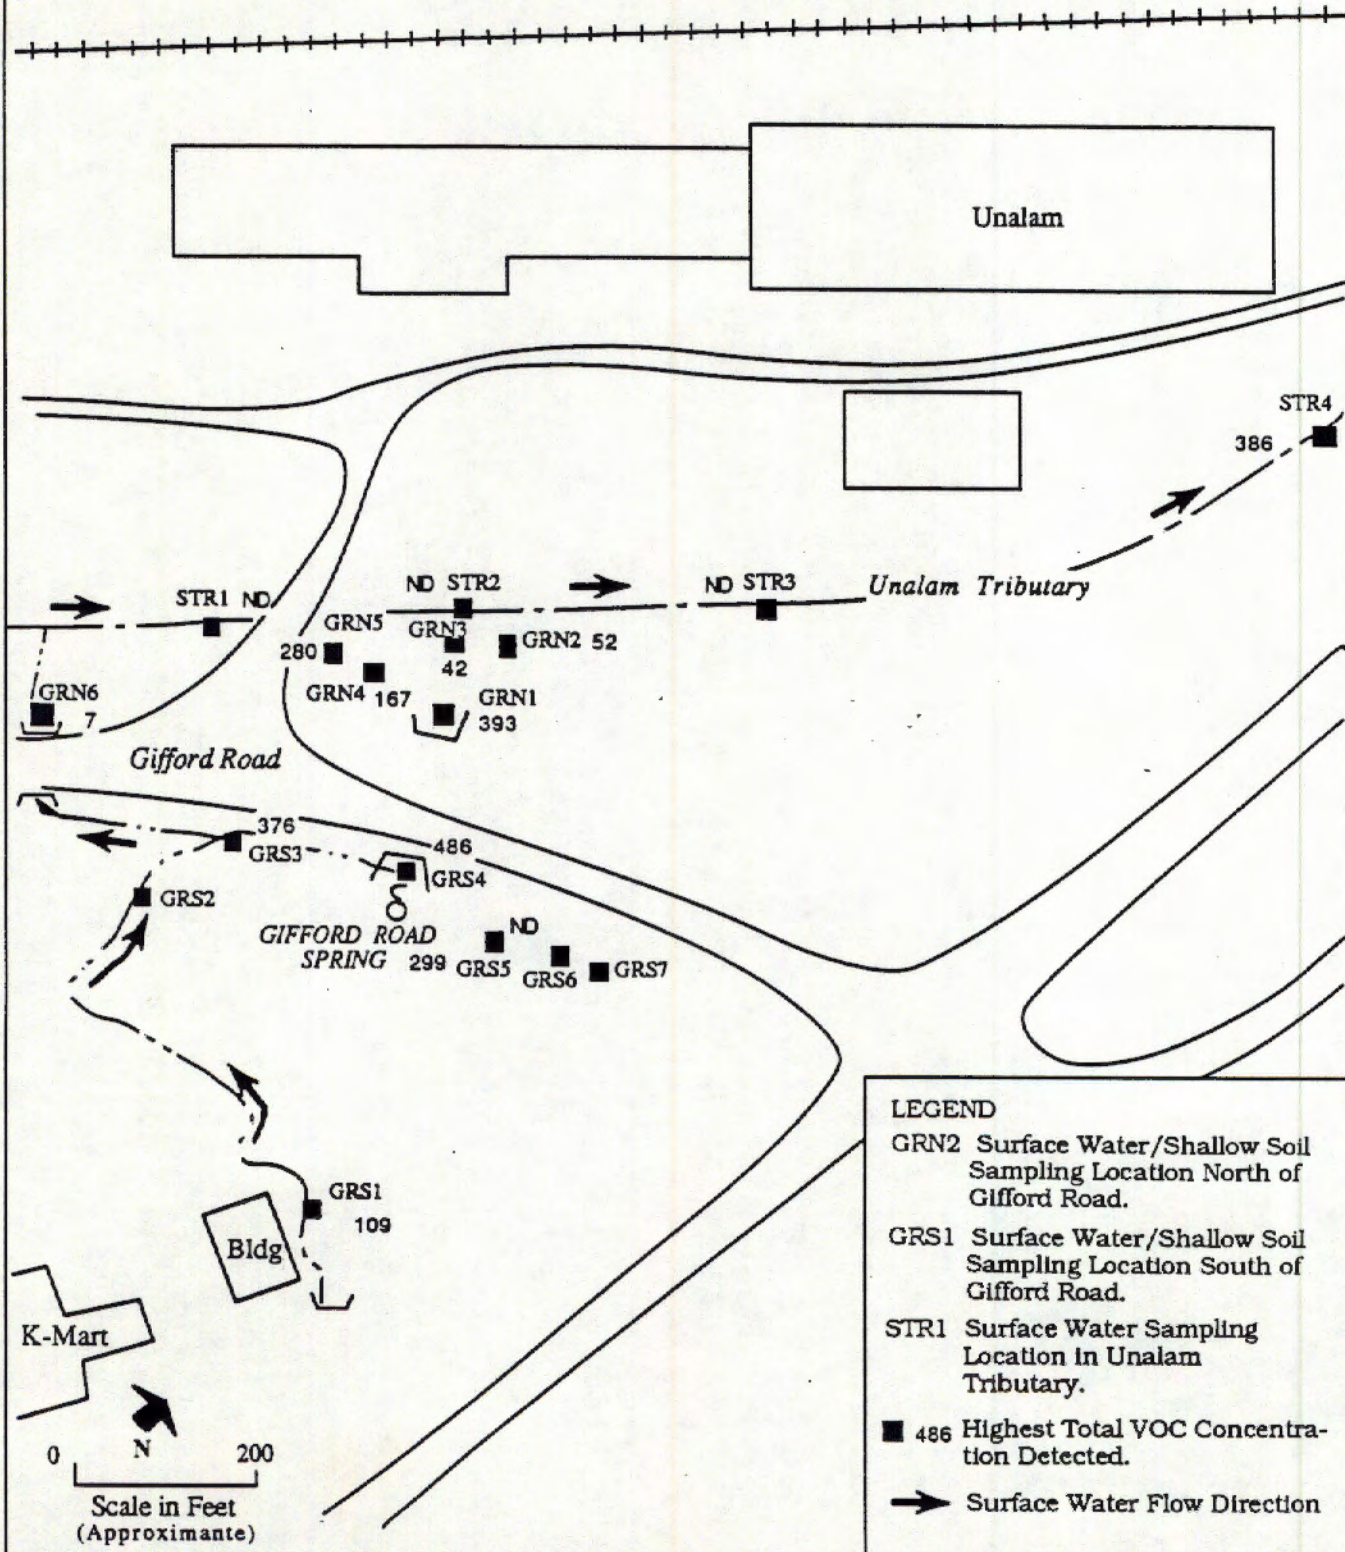 Unalam
STR4
386
ND STR2
ND STR3
Unalam Tributary
STR1 ND
GRN5
GRN3
GRN2 52
280
42
GRN4 167
GRN1
393
GRN6
7
Gifford Road
376
GRS3
486
GRS4
GRS2
GIFFORD ROAD
SPRING
299
ND
GRS5
GRS6
GRS7
GRS1
109
Bldg
K-Mart
N
0
200
Scale in Feet
(Approximante)
LEGEND
GRN2 Surface Water/Shallow Soil
Sampling Location North of
Gifford Road.
GRS1 Surface Water/Shallow Soil
Sampling Location South of
Gifford Road.
STR1 Surface Water Sampling
Location in Unalam
Tributary.
486 Highest Total VOC Concentra-
tion Detected.
Surface Water Flow Direction